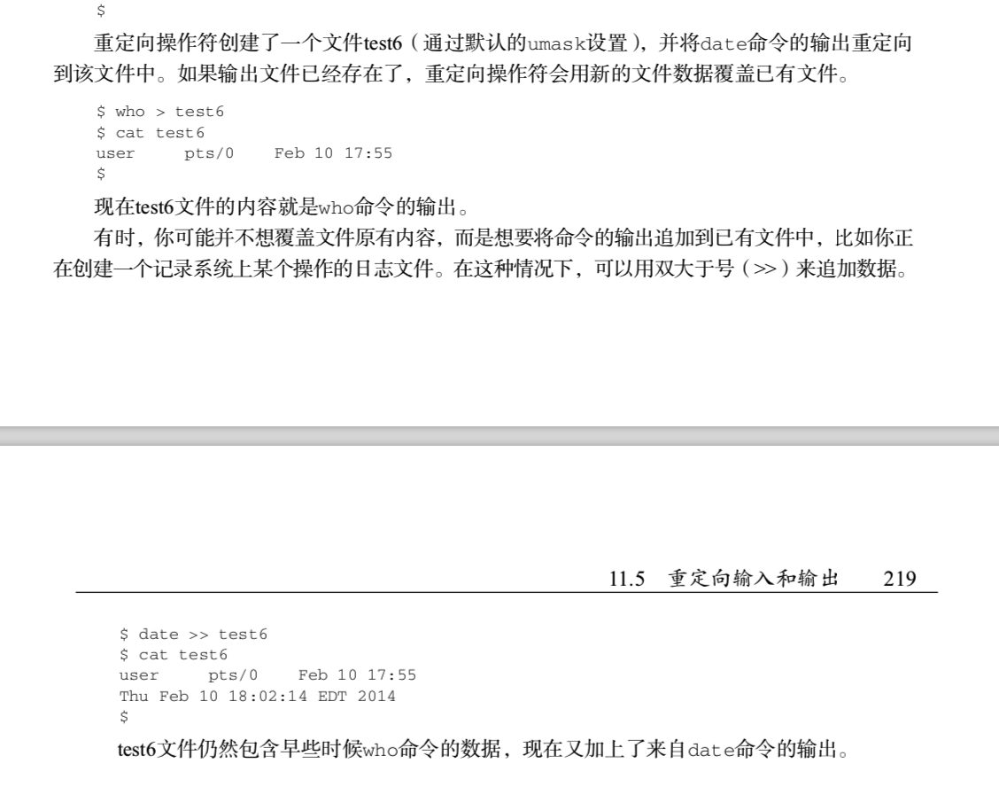 $
重定向操作符创建了一个文件test6（通过默认的umask设置），并将date命令的输出重定向
到该文件中。如果输出文件已经存在了，重定向操作符会用新的文件数据覆盖已有文件。
$ who > test6
$ cat test6
user     pts/0    Feb 10 17:55
$
现在test6文件的内容就是who命令的输出。
有时，你可能并不想覆盖文件原有内容，而是想要将命令的输出追加到已有文件中，比如你正
在创建一个记录系统上某个操作的日志文件。在这种情况下，可以用双大于号（>>）来追加数据。
11.5 重定向输入和输出 219
$ date >> test6
$ cat test6
user     pts/0    Feb 10 17:55
Thu Feb 10 18:02:14 EDT 2014
$
test6文件仍然包含早些时候who命令的数据，现在又加上了来自date命令的输出。